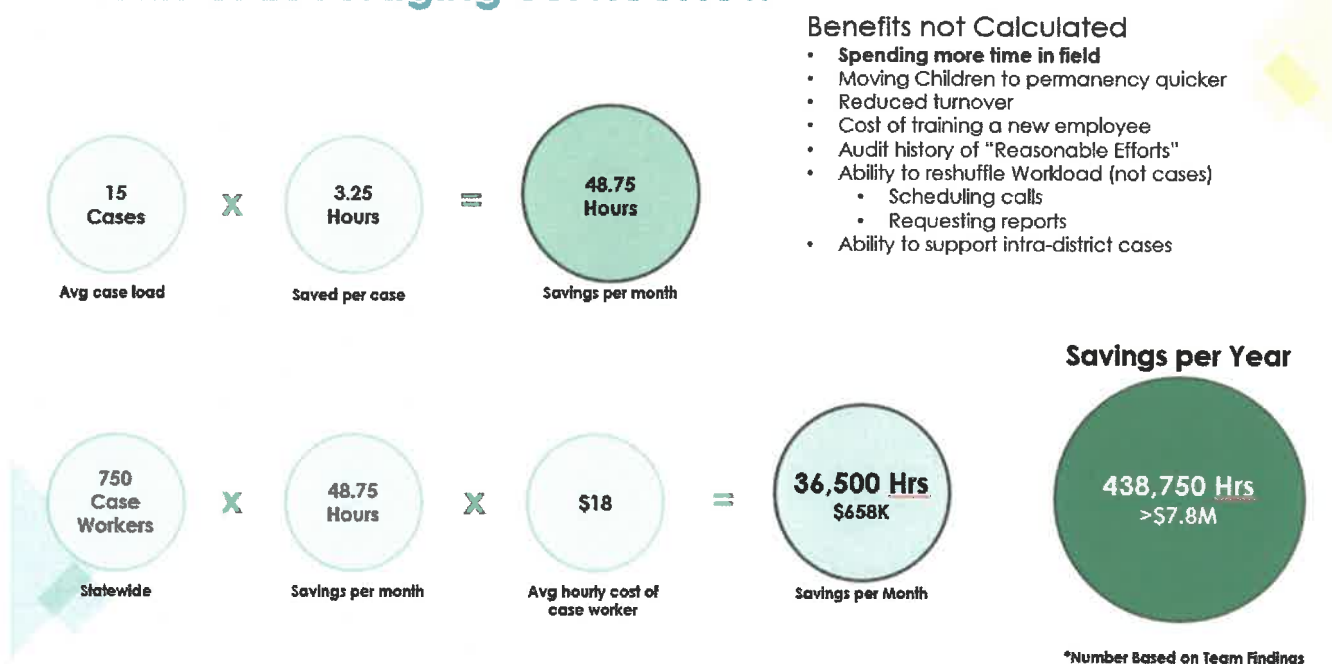 Benefits not Calculated
• Spending more time in field
• Moving Children to permanency quicker
• Reduced turnover
• Cost of training a new employee
• Audit history of "Reasonable Efforts"
• Ability to reshuffle Workload (not cases)
• Scheduling calls
• Requesting reports
• Ability to support intra-district cases
15
Cases
X
3.25
Hours
=
48.75
Hours
Avg case load
Saved per case
Savings per month
Savings per Year
750
Case
Workers
X
48.75
Hours
X
$18
=
36,500 Hrs
$658K
438,750 Hrs
>$7.8M
Statewide
Savings per month
Avg hourly cost of
case worker
Savings per Month
*Number Based on Team Findings